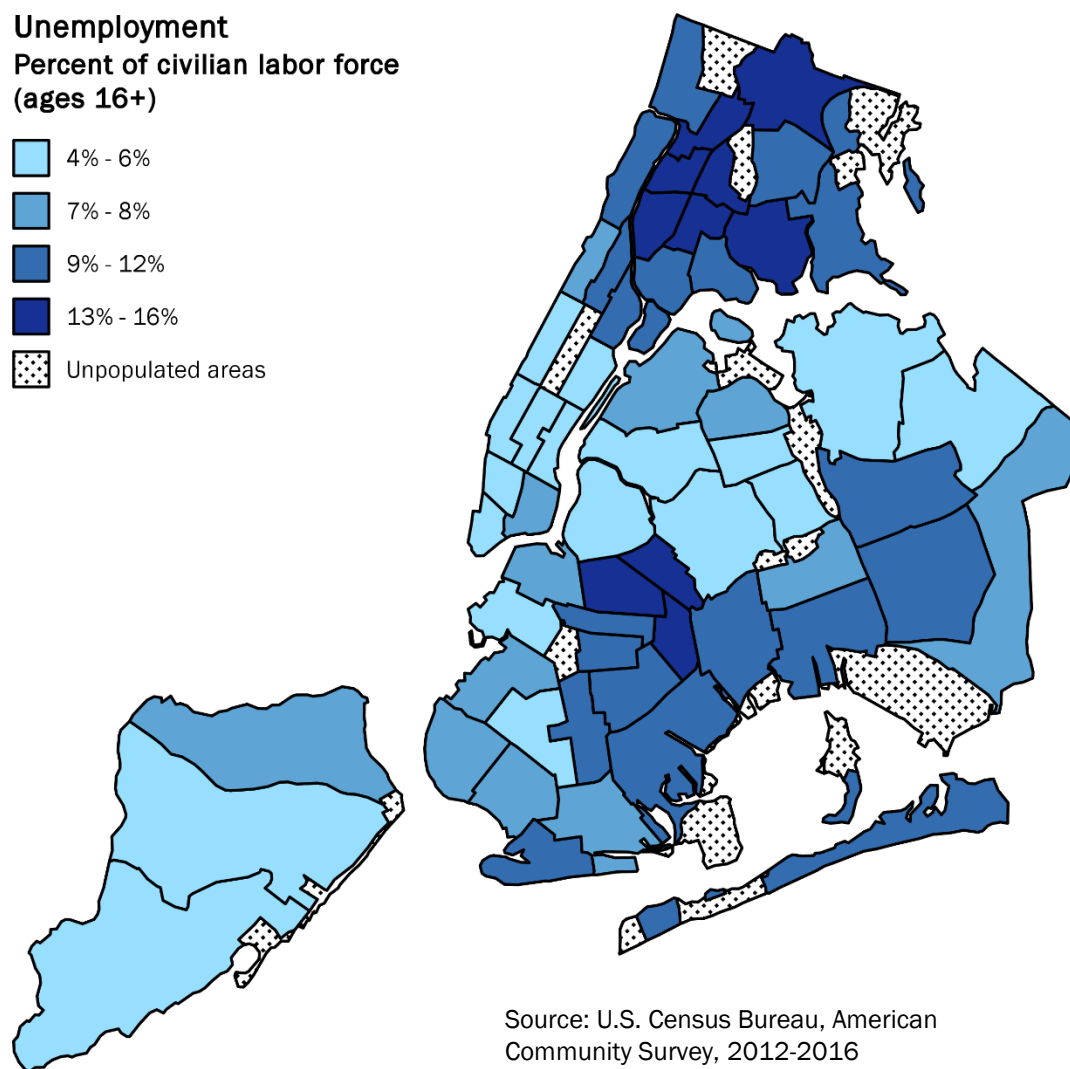 Unemployment
Percent of civilian labor force
(ages 16+)
4% - 6%
7% - 8%
9% - 12%
13% - 16%
Unpopulated areas
Source: U.S. Census Bureau, American
Community Survey, 2012-2016